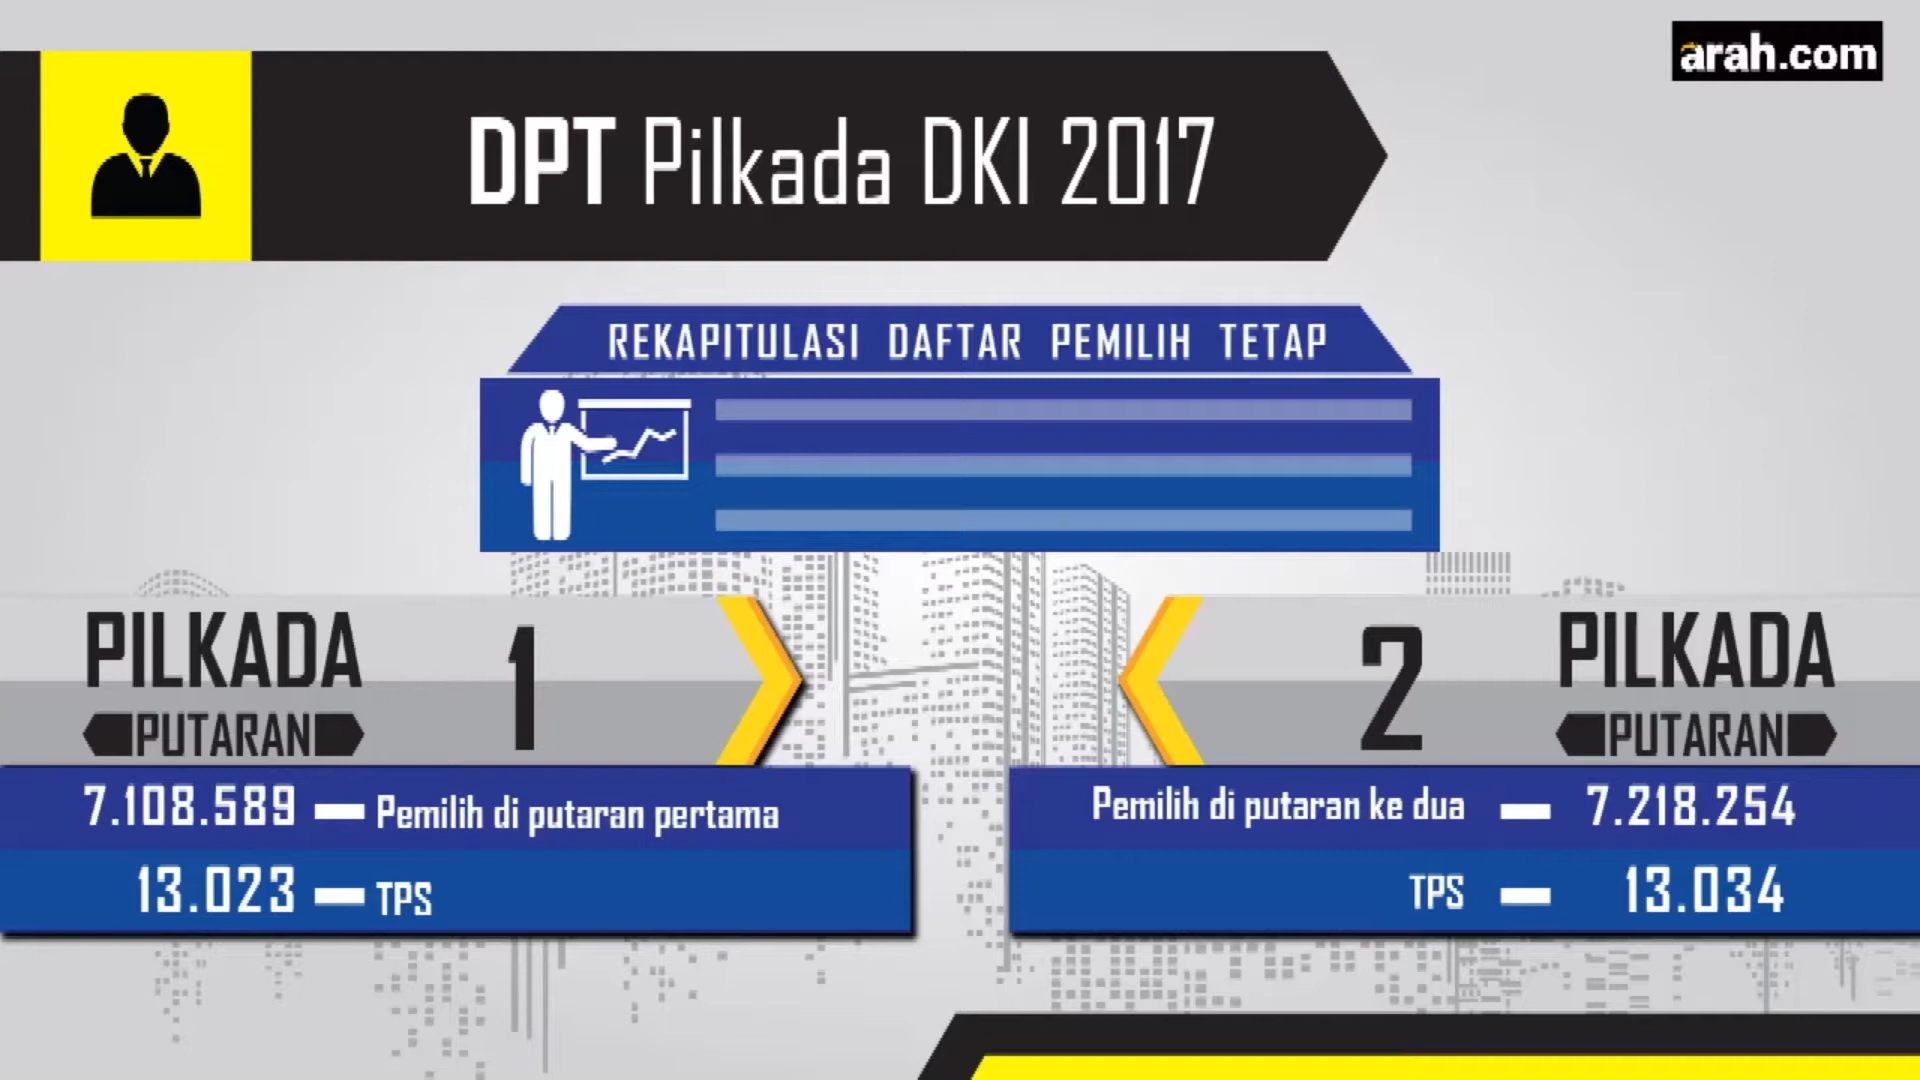 arah.com
DPT Pilkada DKI 2017
REKAPITULASI DAFTAR PEMILIH TETAP
PILKADA
PUTARAN
1
7.108.589 Pemilih di putaran pertama
13.023 TPS
2
PILKADA
PUTARAN
Pemilih di putaran ke dua 7.218.254
TPS 13.034